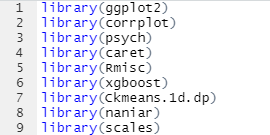 1 library(ggplot2)
2 library(corrplot)
3 library(psych)
4 library(caret)
5 library(Rmisc)
6 library(xgboost)
7 library(Ckmeans.1d.dp)
8 library(naniar)
9 library(scales)